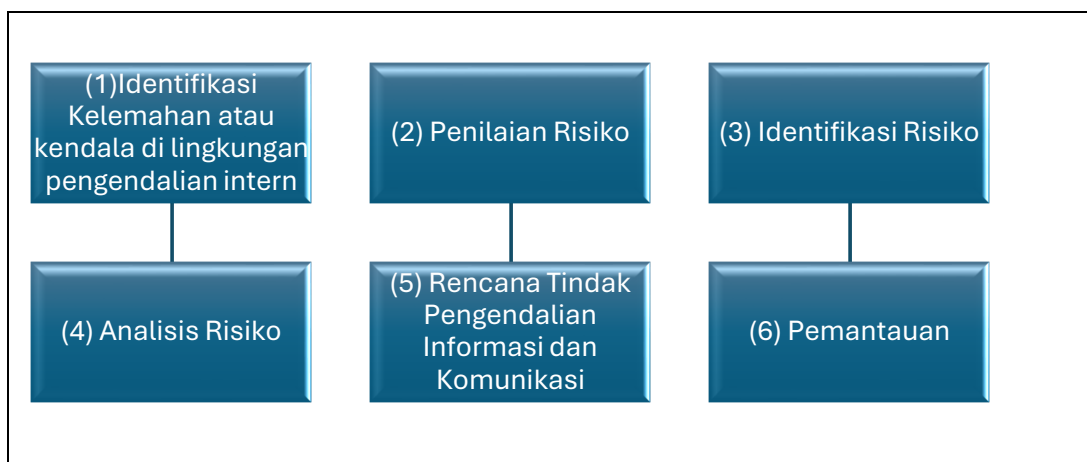 (1)Identifikasi
Kelemahan atau
kendala di lingkungan
pengendalian intern
(2) Penilaian Risiko
(3) Identifikasi Risiko
(4) Analisis Risiko
(5) Rencana Tindak
Pengendalian
Informasi dan
Komunikasi
(6) Pemantauan